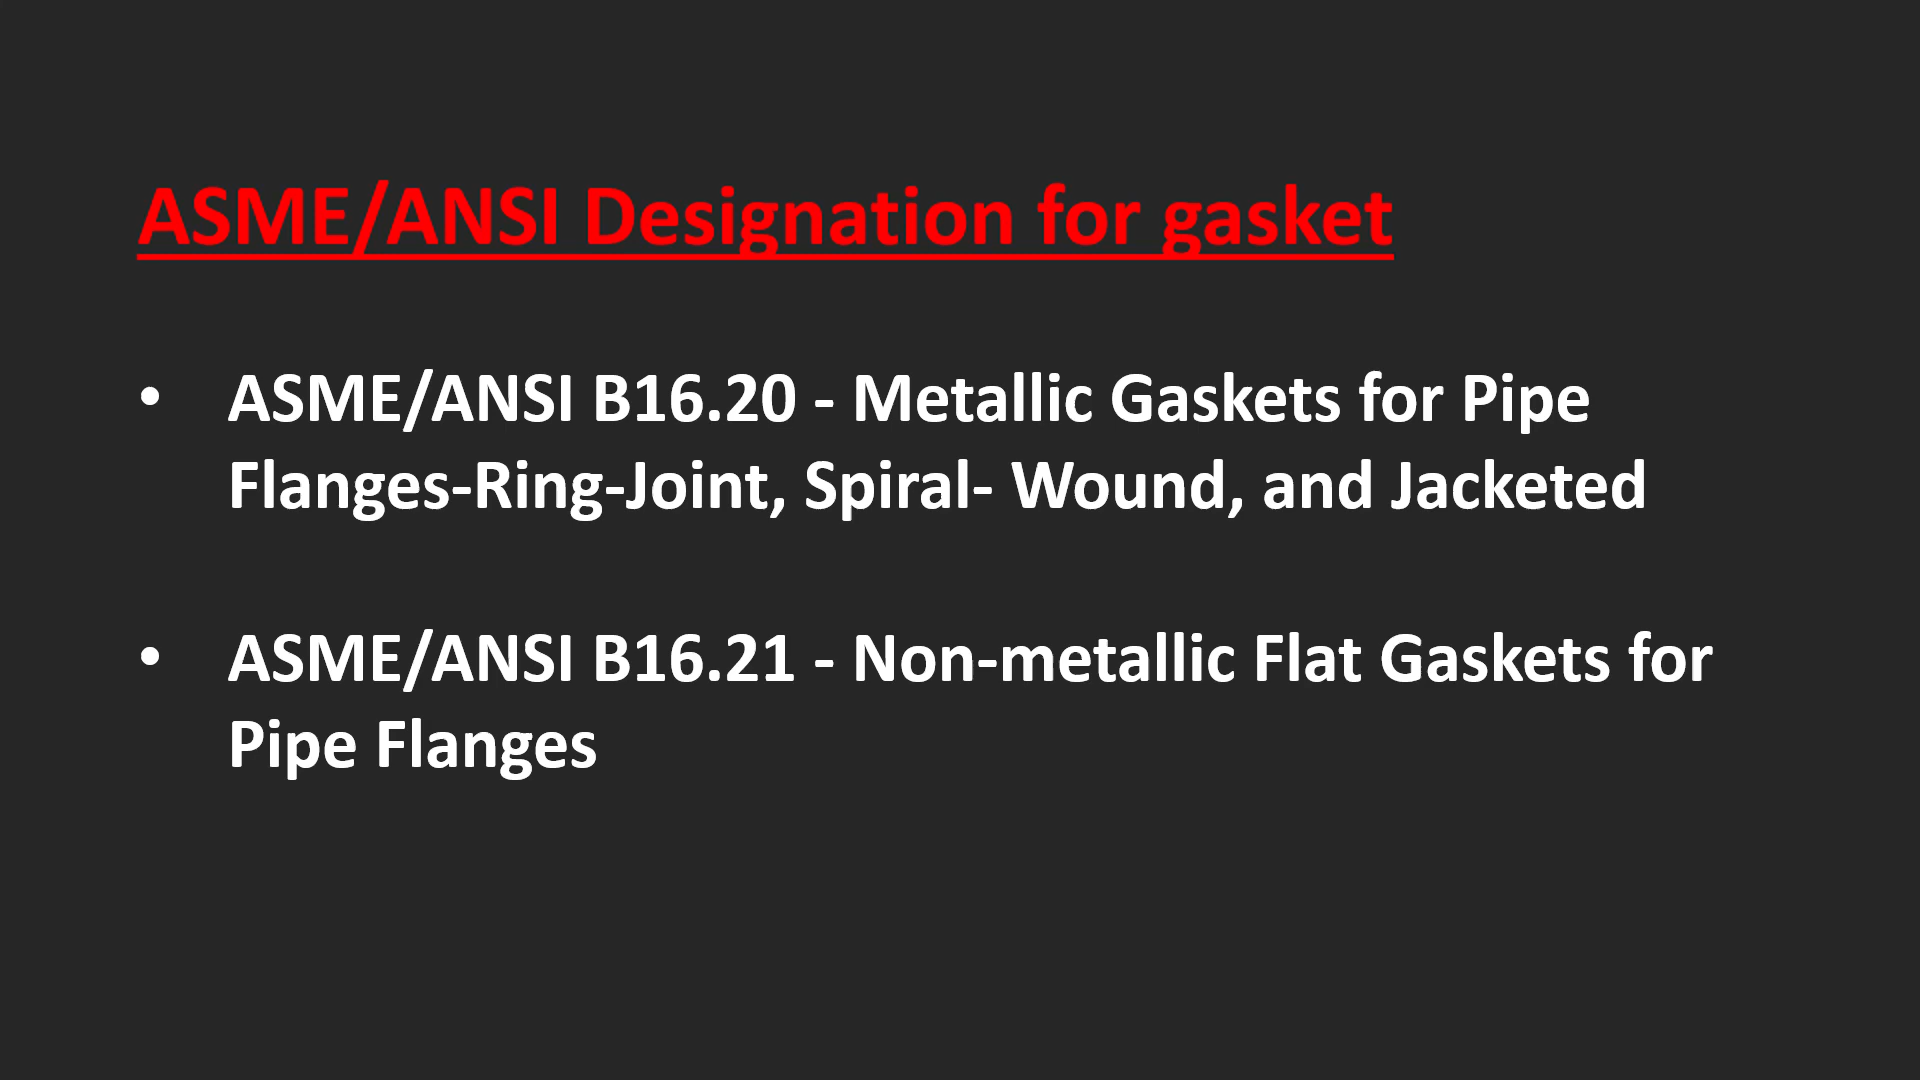 ASME/ANSI Designation for gasket
• ASME/ANSI B16.20 - Metallic Gaskets for Pipe
Flanges-Ring-Joint, Spiral- Wound, and Jacketed
• ASME/ANSI B16.21 - Non-metallic Flat Gaskets for
Pipe Flanges